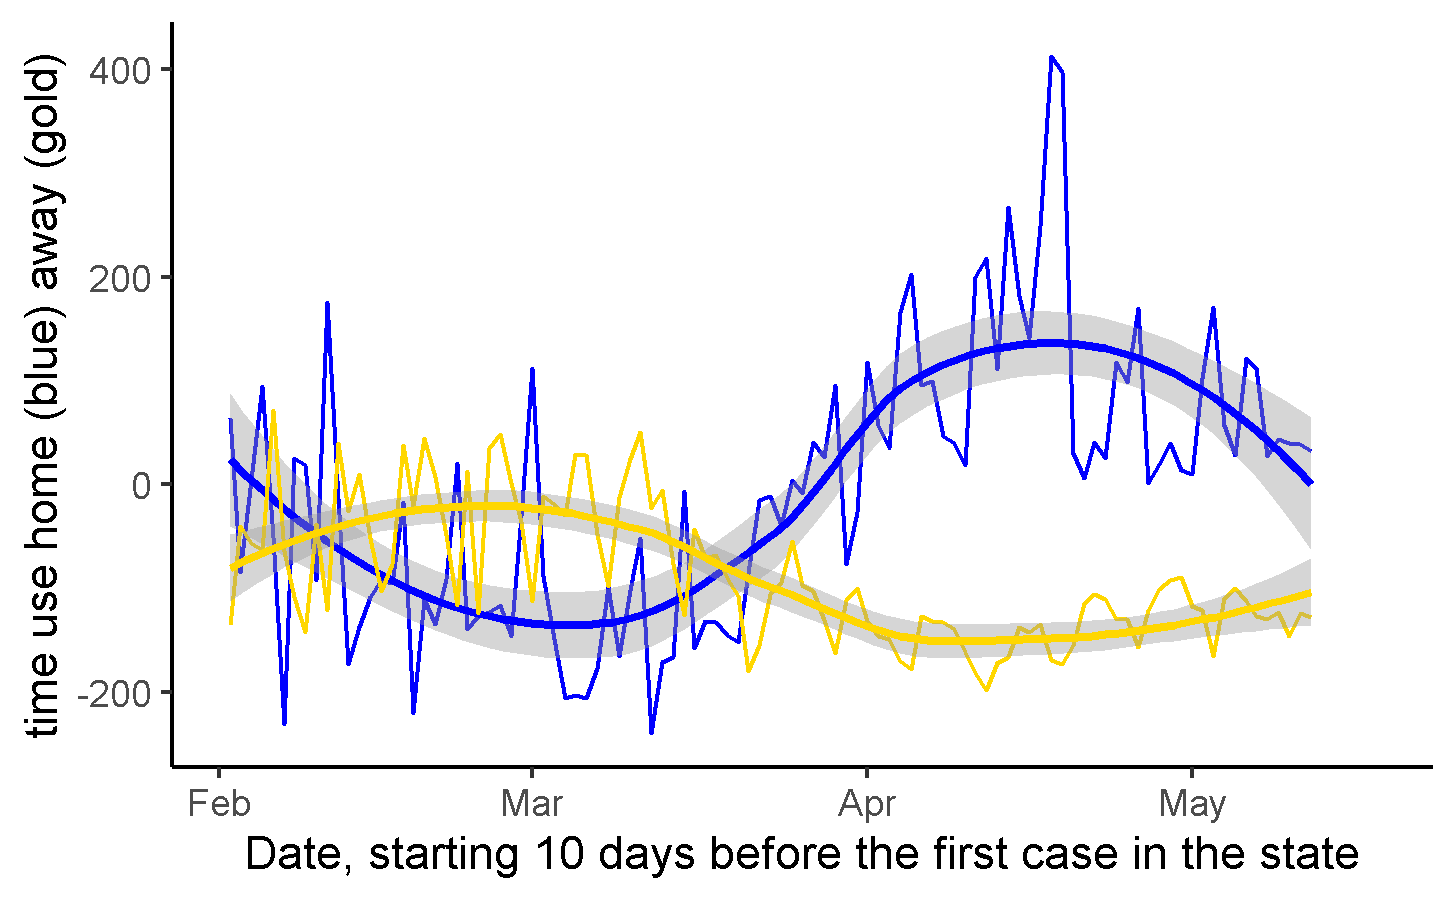 time use home (blue) away (gold)
400
200
0
-200
Feb
Mar
Apr
May
Date, starting 10 days before the first case in the state